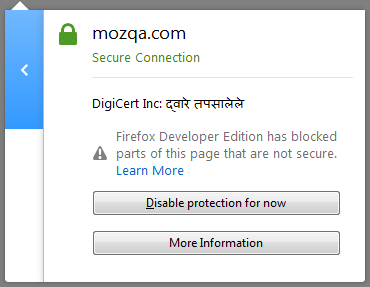 mozqa.com
Secure Connection
DigiCert Inc: द्वारे तपसालेले
Firefox Developer Edition has blocked
parts of this page that are not secure.
Learn More
Disable protection for now
More Information